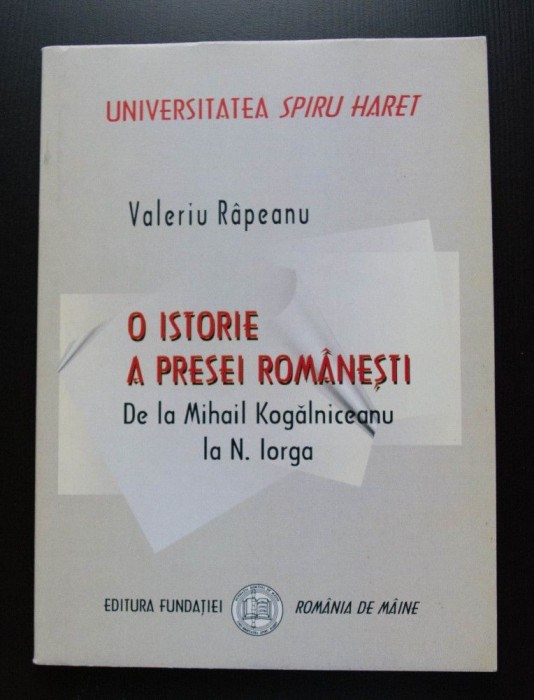 UNIVERSITATEA SPIRU HARET
Valeriu Râpeanu
O ISTORIE
A PRESEI ROMÂNEȘTI
De la Mihail Kogălniceanu
la N. Iorga
EDITURA FUNDAȚIEI ROMÂNIA DE MÂINE